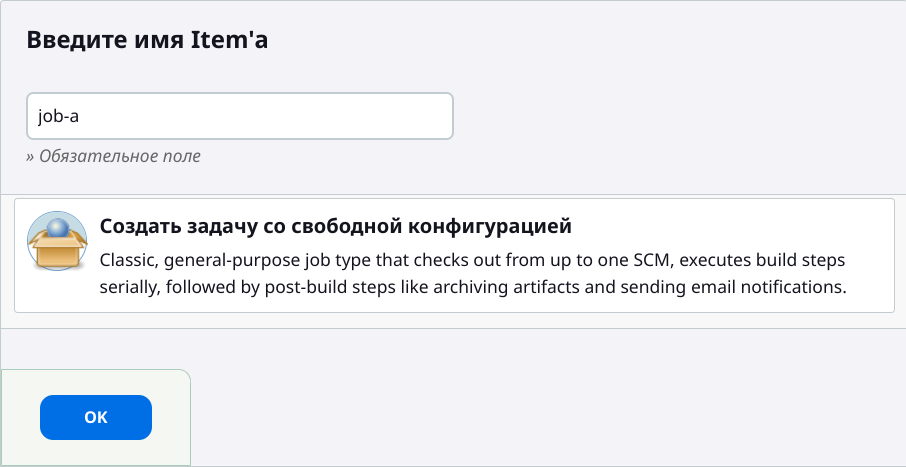 Введите имя Item'a
job-a
» Обязательное поле
Создать задачу со свободной конфигурацией
Classic, general-purpose job type that checks out from up to one SCM, executes build steps
serially, followed by post-build steps like archiving artifacts and sending email notifications.
OK